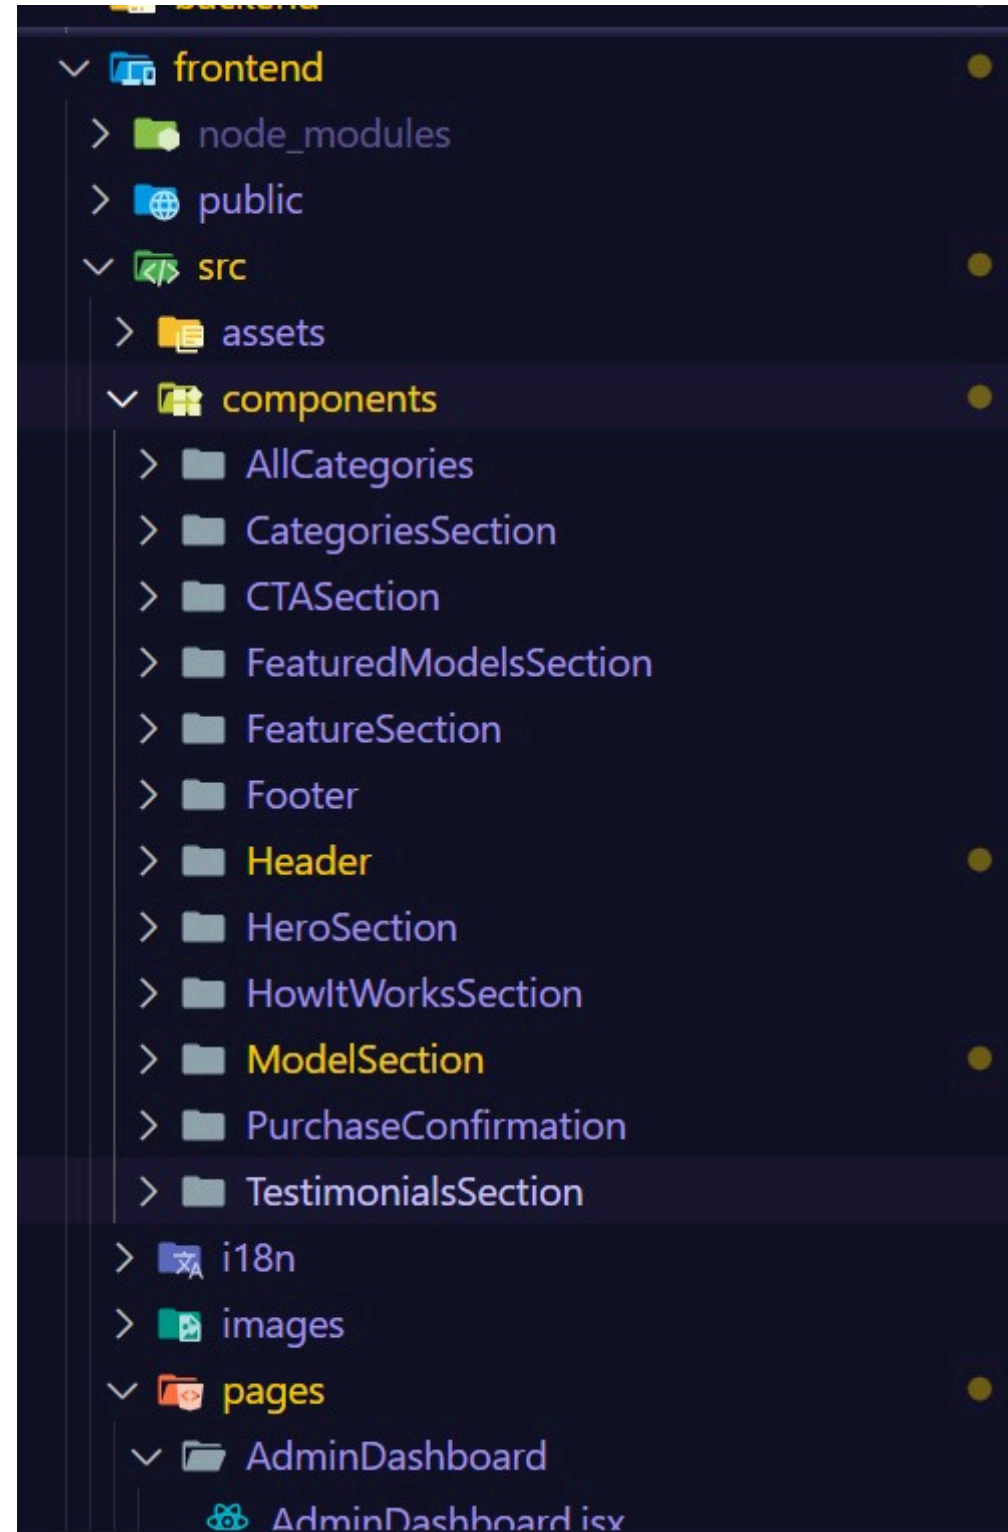 backend
frontend
node_modules
public
src
assets
components
AllCategories
CategoriesSection
CTASection
FeaturedModelsSection
FeatureSection
Footer
Header
HeroSection
HowItWorksSection
ModelSection
PurchaseConfirmation
TestimonialsSection
i18n
images
pages
AdminDashboard
AdminDashboard.jsx